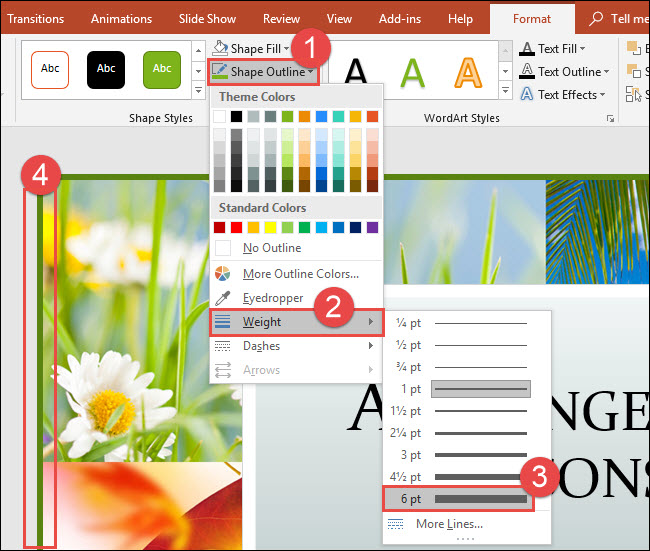 Transitions Animations Slide Show Review View Add-ins Help Format Tell me
Abc Abc Abc
Shape Fill
1
Shape Outline
A A A
Text Fill
Text Outline
Text Effects
Shape Styles
WordArt Styles
Theme Colors
4
Standard Colors
No Outline
More Outline Colors...
Eyedropper
2
Weight
Dashes
Arrows
¼ pt
½ pt
¾ pt
1 pt
1½ pt
2¼ pt
3 pt
4½ pt
6 pt
3
More Lines...
A
NGE
ONS